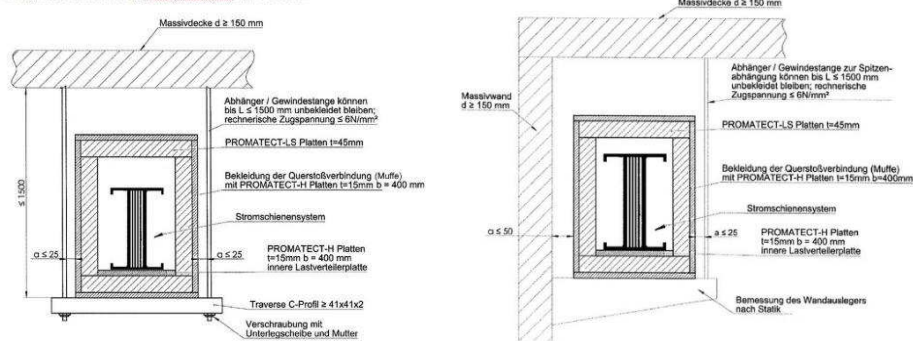 Massivdecke d ≥ 150 mm
Abhänger / Gewindestange können
bis L ≤ 1500 mm unbekleidet bleiben;
rechnerische Zugspannung ≤ 6N/mm²
PROMATECT-LS Platten t=45mm
Bekleidung der Querstoßverbindung (Muffe)
mit PROMATECT-H Platten t=15mm b = 400 mm
≤ 1500
Stromschienensystem
a ≤ 25
a ≤ 25
PROMATECT-H Platten
t=15mm b = 400 mm
innere Lastverteilerplatte
Traverse C-Profil ≥ 41x41x2
Verschraubung mit
Unterlegscheibe und Mutter
Massivdecke d ≥ 150 mm
Massivwand
d ≥ 150 mm
Abhänger / Gewindestange zur Spitzen-
abhängung können bis L ≤ 1500 mm
unbekleidet bleiben; rechnerische
Zugspannung ≤ 6N/mm²
PROMATECT-LS Platten t=45mm
Bekleidung der Querstoßverbindung (Muffe)
mit PROMATECT-H Platten t=15mm b=400mm
Stromschienensystem
a ≤ 50
a ≤ 25
PROMATECT-H Platten
t=15mm b = 400 mm
innere Lastverteilerplatte
Bemessung des Wandauslegers
nach Statik